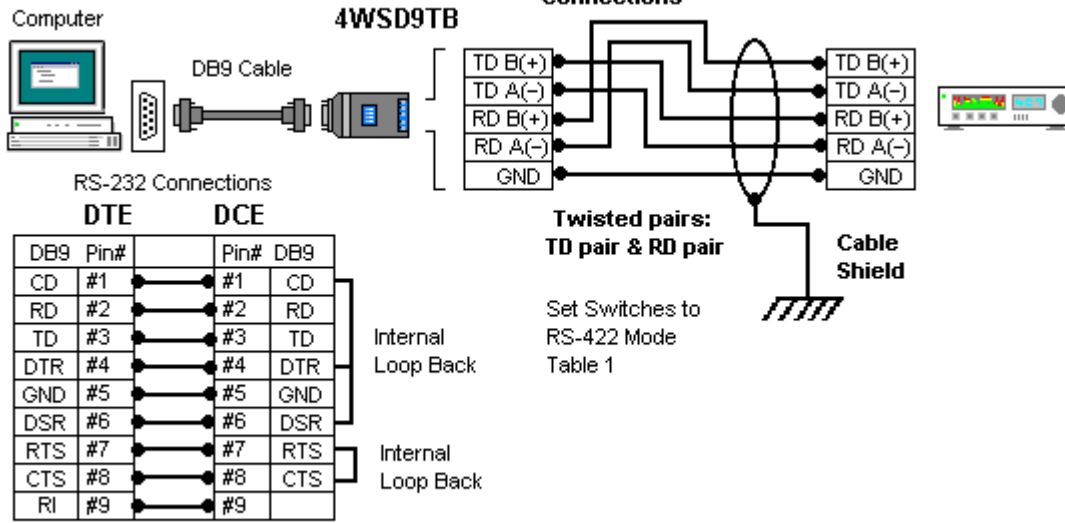 Connections
Computer
4WSD9TB
DB9 Cable
TD B(+)
TD A(-)
RD B(+)
RD A(-)
GND
TD B(+)
TD A(-)
RD B(+)
RD A(-)
GND
RS-232 Connections
DTE DCE
DB9 Pin# Pin# DB9
CD #1 #1 CD
RD #2 #2 RD
TD #3 #3 TD
DTR #4 #4 DTR
GND #5 #5 GND
DSR #6 #6 DSR
RTS #7 #7 RTS
CTS #8 #8 CTS
RI #9 #9
Internal
Loop Back
Internal
Loop Back
Twisted pairs:
TD pair & RD pair
Cable
Shield
Set Switches to
RS-422 Mode
Table 1